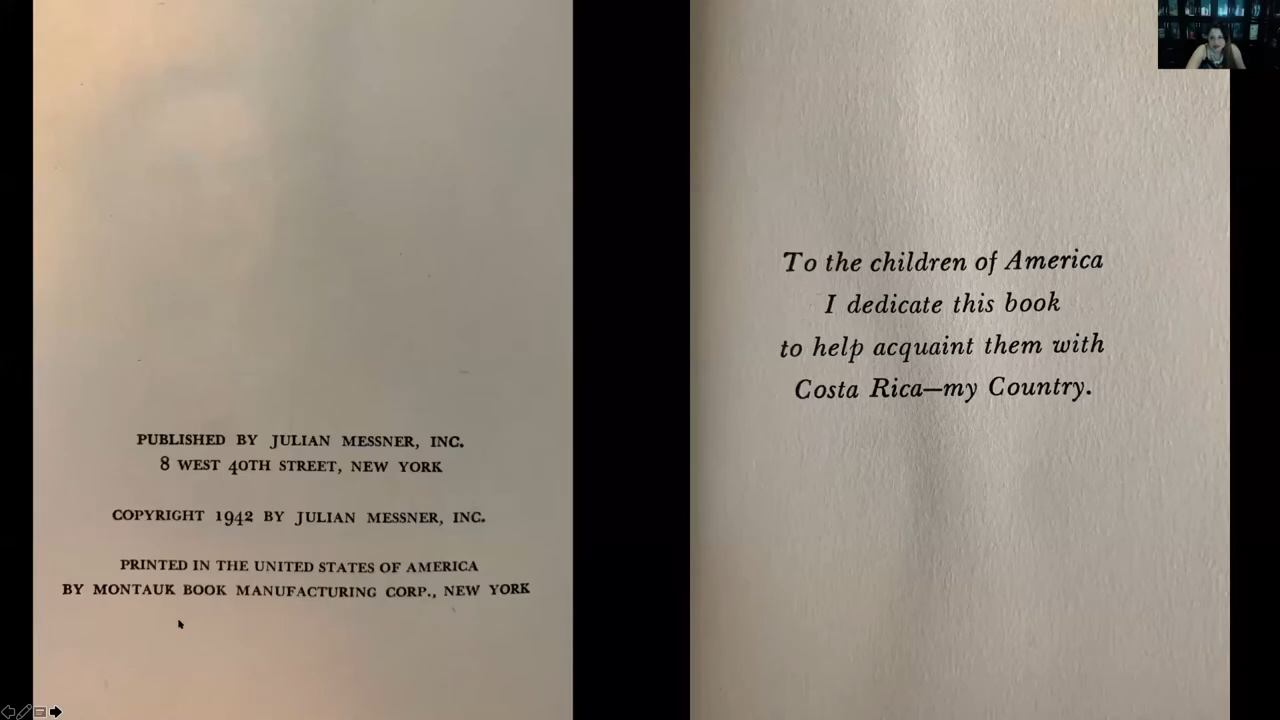 PUBLISHED BY JULIAN MESSNER, INC.
8 WEST 40TH STREET, NEW YORK
COPYRIGHT 1942 BY JULIAN MESSNER, INC.
PRINTED IN THE UNITED STATES OF AMERICA
BY MONTAUK BOOK MANUFACTURING CORP., NEW YORK
To the children of America
I dedicate this book
to help acquaint them with
Costa Rica—my Country.